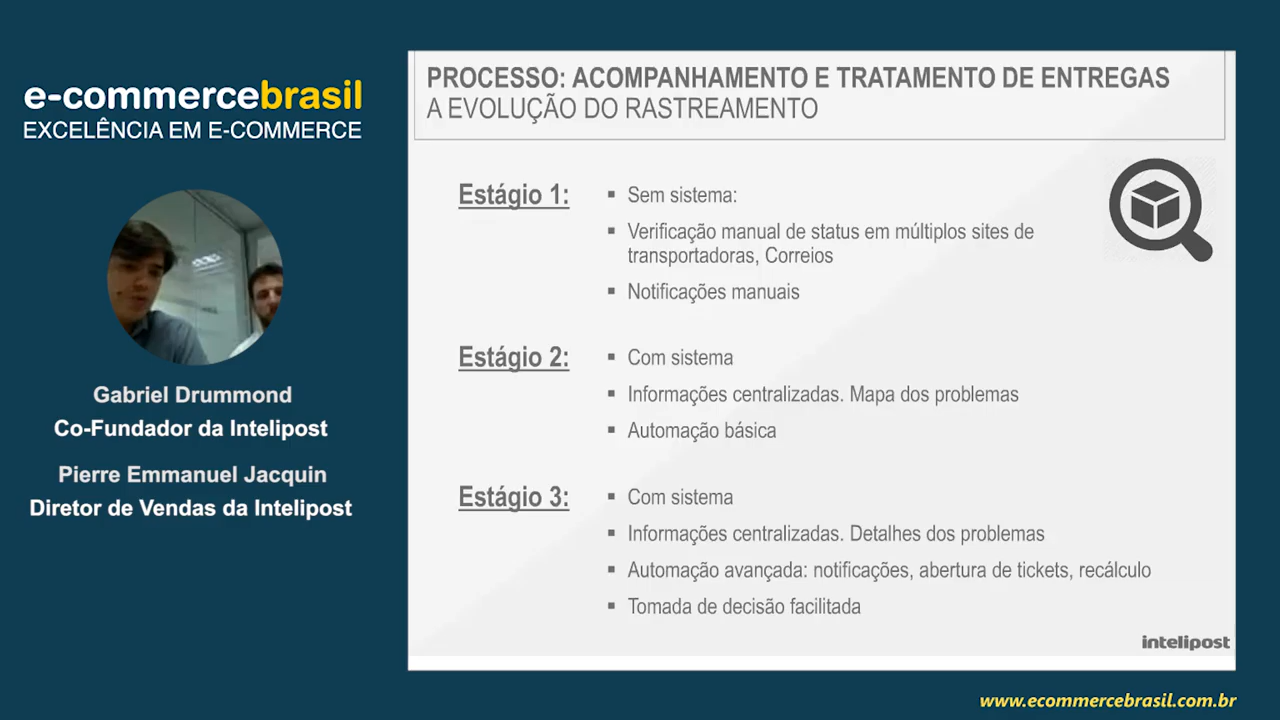 e-commercebrasil
EXCELÊNCIA EM E-COMMERCE
Gabriel Drummond
Co-Fundador da Intelipost
Pierre Emmanuel Jacquin
Diretor de Vendas da Intelipost
PROCESSO: ACOMPANHAMENTO E TRATAMENTO DE ENTREGAS
A EVOLUÇÃO DO RASTREAMENTO
Estágio 1:
▪ Sem sistema:
▪ Verificação manual de status em múltiplos sites de
transportadoras, Correios
▪ Notificações manuais
Estágio 2:
▪ Com sistema
▪ Informações centralizadas. Mapa dos problemas
▪ Automação básica
Estágio 3:
▪ Com sistema
▪ Informações centralizadas. Detalhes dos problemas
▪ Automação avançada: notificações, abertura de tickets, recálculo
▪ Tomada de decisão facilitada
intelipost
www.ecommercebrasil.com.br